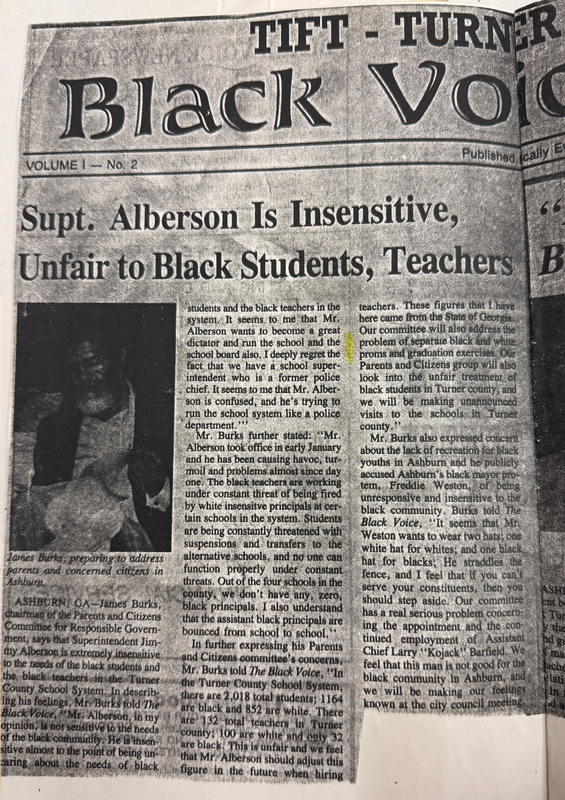 TIFT - TURNER
Black Voic
VOLUME I — No. 2
Published
ically E
Supt. Alberson Is Insensitive,
Unfair to Black Students, Teachers
James Burks, preparing to address
parents and concerned citizens in
Ashburn.
ASHBURN, GA—James Burks,
chairman of the Parents and Citizens
Committee for Responsible Govern-
ment, says that Superintendent Jim-
my Alberson is extremely insensitive
to the needs of the black students and
the black teachers in the Turner
County School System. In describ-
ing his feelings, Mr. Burks told The
Black Voice, "Mr. Alberson, in my
opinion, is not sensitive to the needs
of the black community. He is insen-
sitive almost to the point of being un-
caring about the needs of black
students and the black teachers in the
system. It seems to me that Mr.
Alberson wants to become a great
dictator and run the school and the
school board also. I deeply regret the
fact that we have a school super-
intendent who is a former police
chief. It seems to me that Mr. Alber-
son is confused, and he's trying to
run the school system like a police
department.'"
Mr. Burks further stated: "Mr.
Alberson took office in early January
and he has been causing havoc, tur-
moil and problems almost since day
one. The black teachers are working
under constant threat of being fired
by white insensitive principals at cer-
tain schools in the system. Students
are being constantly threatened with
suspensions and transfers to the
alternative schools, and no one can
function properly under constant
threats. Out of the four schools in the
county, we don't have any, zero,
black principals. I also understand
that the assistant black principals are
bounced from school to school."
In further expressing his Parents
and Citizens committee's concerns,
Mr. Burks told The Black Voice, "In
the Turner County School System,
there are 2,018 total students; 1164
are black and 852 are white. There
are 132 total teachers in Turner
county; 100 are white and only 32
are black. This is unfair and we feel
that Mr. Alberson should adjust this
figure in the future when hiring
teachers. These figures that I have
here came from the State of Georgia.
Our committee will also address the
problem of separate black and white
proms and graduation exercises. Our
Parents and Citizens group will also
look into the unfair treatment of
black students in Turner county, and
we will be making unannounced
visits to the schools in Turner
county."
Mr. Burks also expressed concern
about the lack of recreation for black
youths in Ashburn and he publicly
accused Ashburn's black mayor pro-
tem, Freddie Weston, of being
unresponsive and insensitive to the
black community. Burks told The
Black Voice, "It seems that Mr.
Weston wants to wear two hats; one
white hat for whites; and one black
hat for blacks; He straddles the
fence, and I feel that if you can't
serve your constituents, then you
should step aside. Our committee
has a real serious problem concern-
ing the appointment and the con-
tinued employment of Assistant
Chief Larry "Kojack" Barfield. We
feel that this man is not good for the
black community in Ashburn, and
we will be making our feelings
known at the city council meeting
"
B
ASH